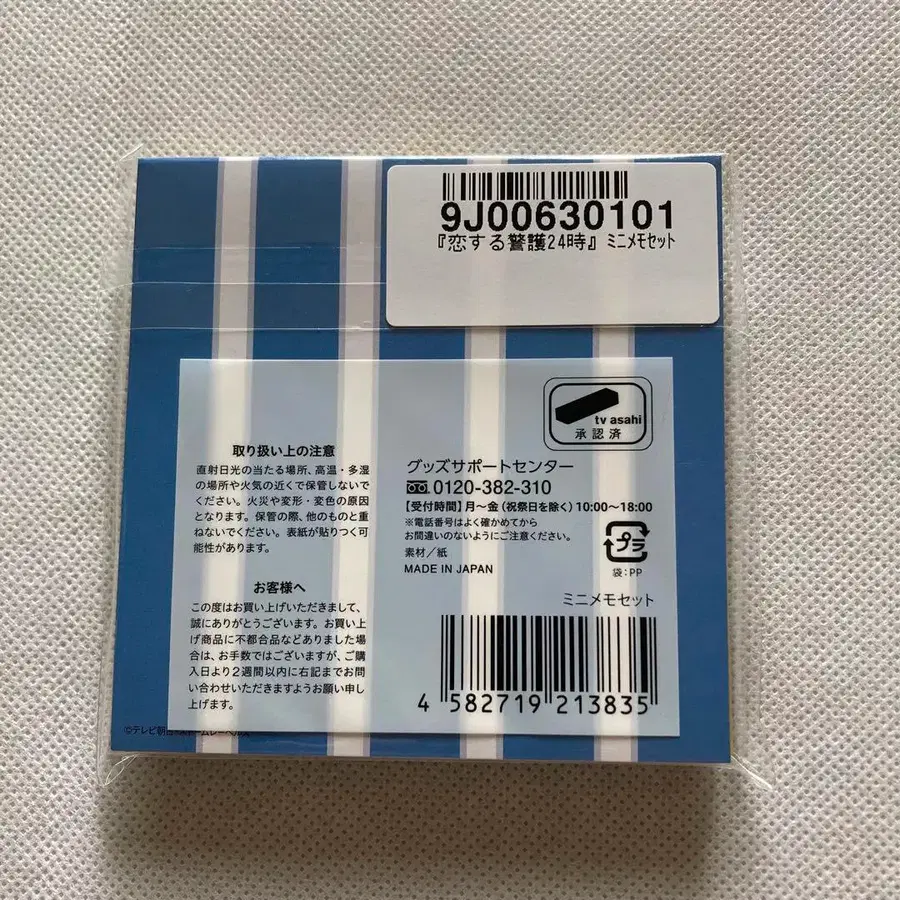 9J00630101
『恋する警護24時』 ミニメモセット
tv asahi
承認済
取り扱い上の注意
直射日光の当たる場所、高温・多湿
の場所や火気の近くで保管しないで
ください。火災や変形・変色の原因
となります。保管の際、他のものと重
ねないでください。表紙が貼りつく可
能性があります。
お客様へ
この度はお買い上げいただきまして、
誠にありがとうございます。お買い上
げ商品に不都合品などありました場
合は、お手数ではございますが、ご購
入日より2週間以内に右記までお問
い合わせいただきますようお願い申し
上げます。
グッズサポートセンター
0120-382-310
【受付時間】月〜金（祝祭日を除く）10:00〜18:00
※電話番号はよく確かめてから
お間違いのないようにご注意ください。
素材／紙
MADE IN JAPAN
プラ
袋：PP
ミニメモセット
4 582719 213835
©テレビ朝日